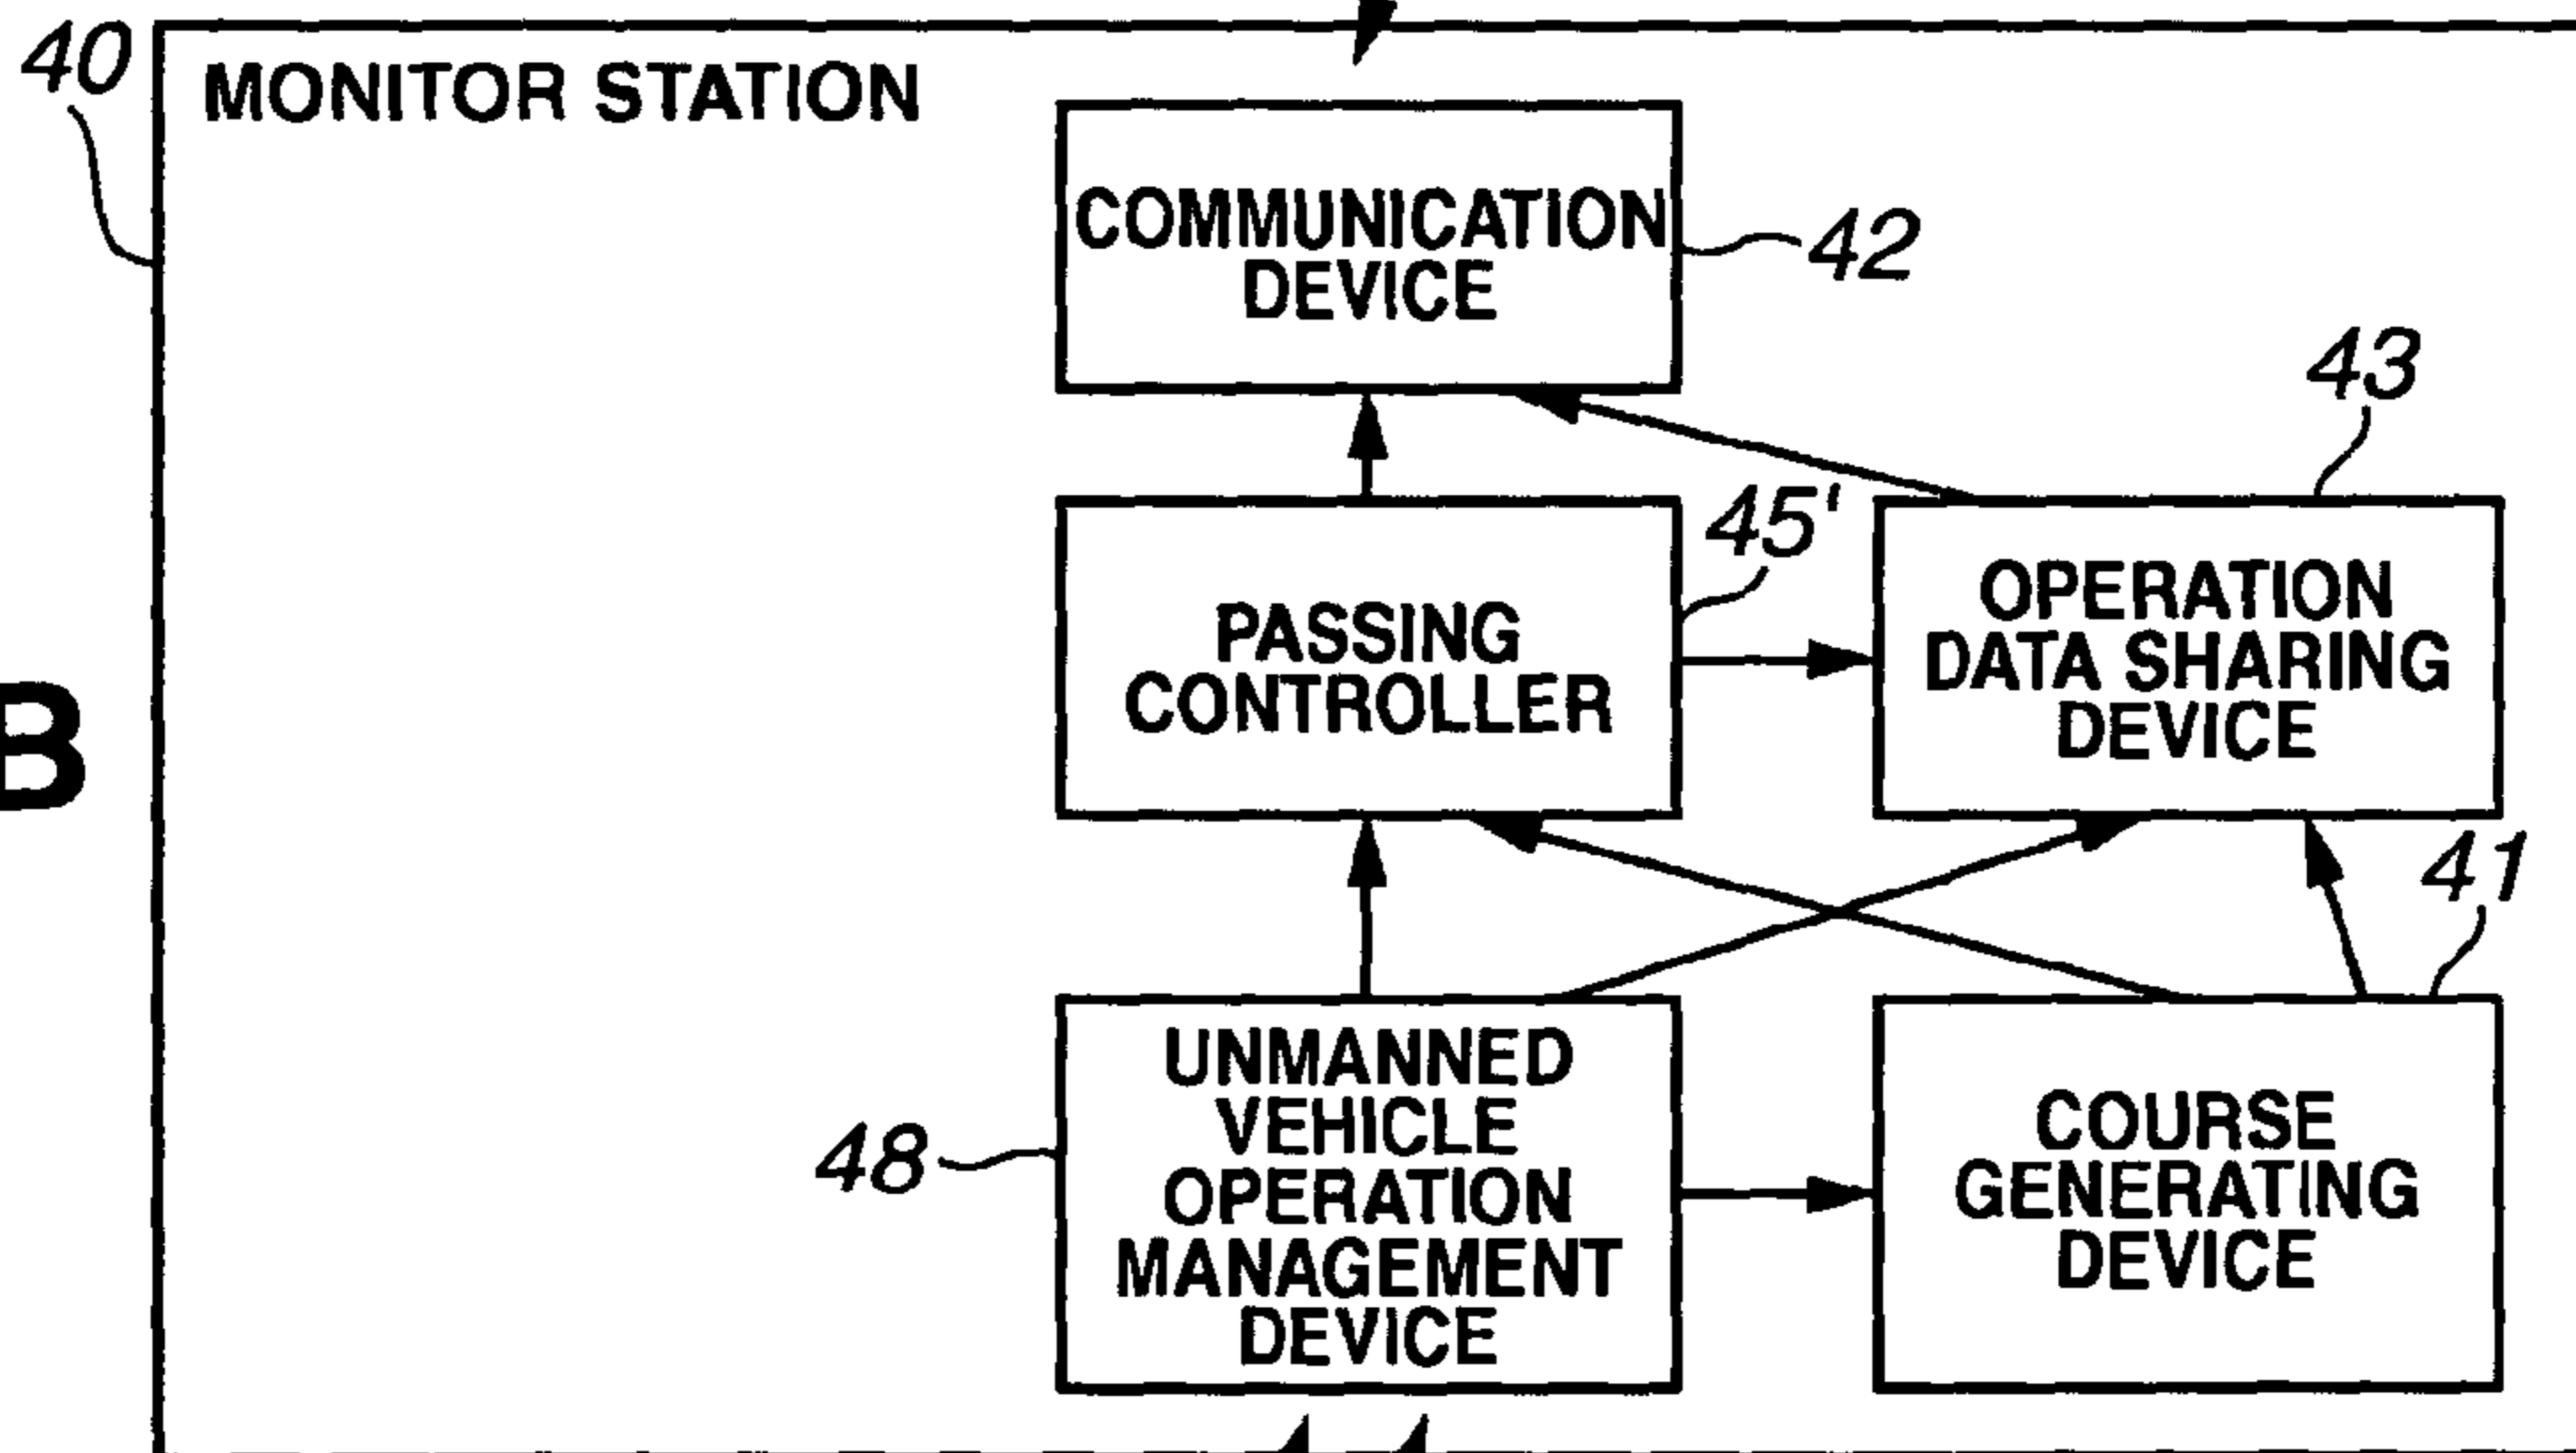 40
MONITOR STATION
COMMUNICATION
DEVICE
42
43
PASSING
CONTROLLER
45'
OPERATION
DATA SHARING
DEVICE
B
41
UNMANNED
VEHICLE
OPERATION
MANAGEMENT
DEVICE
48
COURSE
GENERATING
DEVICE